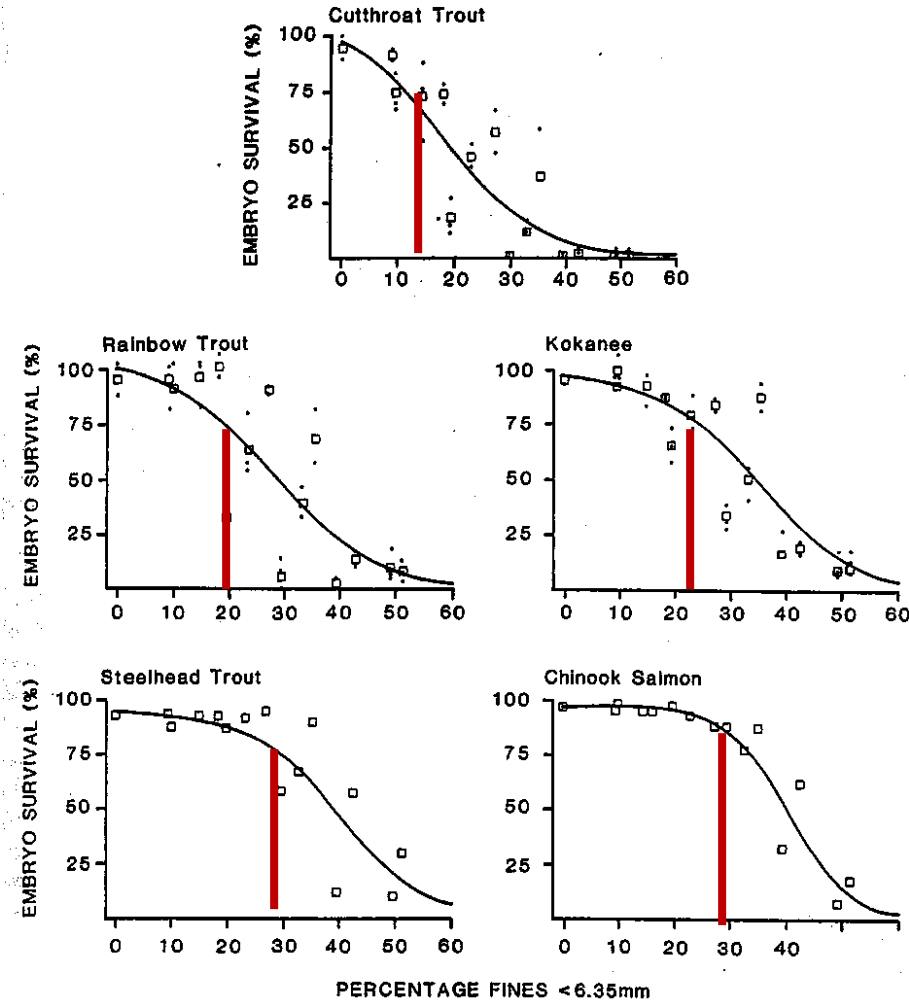 Cutthroat Trout
EMBRYO SURVIVAL (%)
100
75
50
25
0 10 20 30 40 50 60
Rainbow Trout
EMBRYO SURVIVAL (%)
100
75
50
25
0 10 20 30 40 50 60
Kokanee
100
75
50
25
0 10 20 30 40 50 60
Steelhead Trout
EMBRYO SURVIVAL (%)
100
75
50
25
0 10 20 30 40 50 60
Chinook Salmon
100
75
50
25
0 10 20 30 40
PERCENTAGE FINES <6.35mm